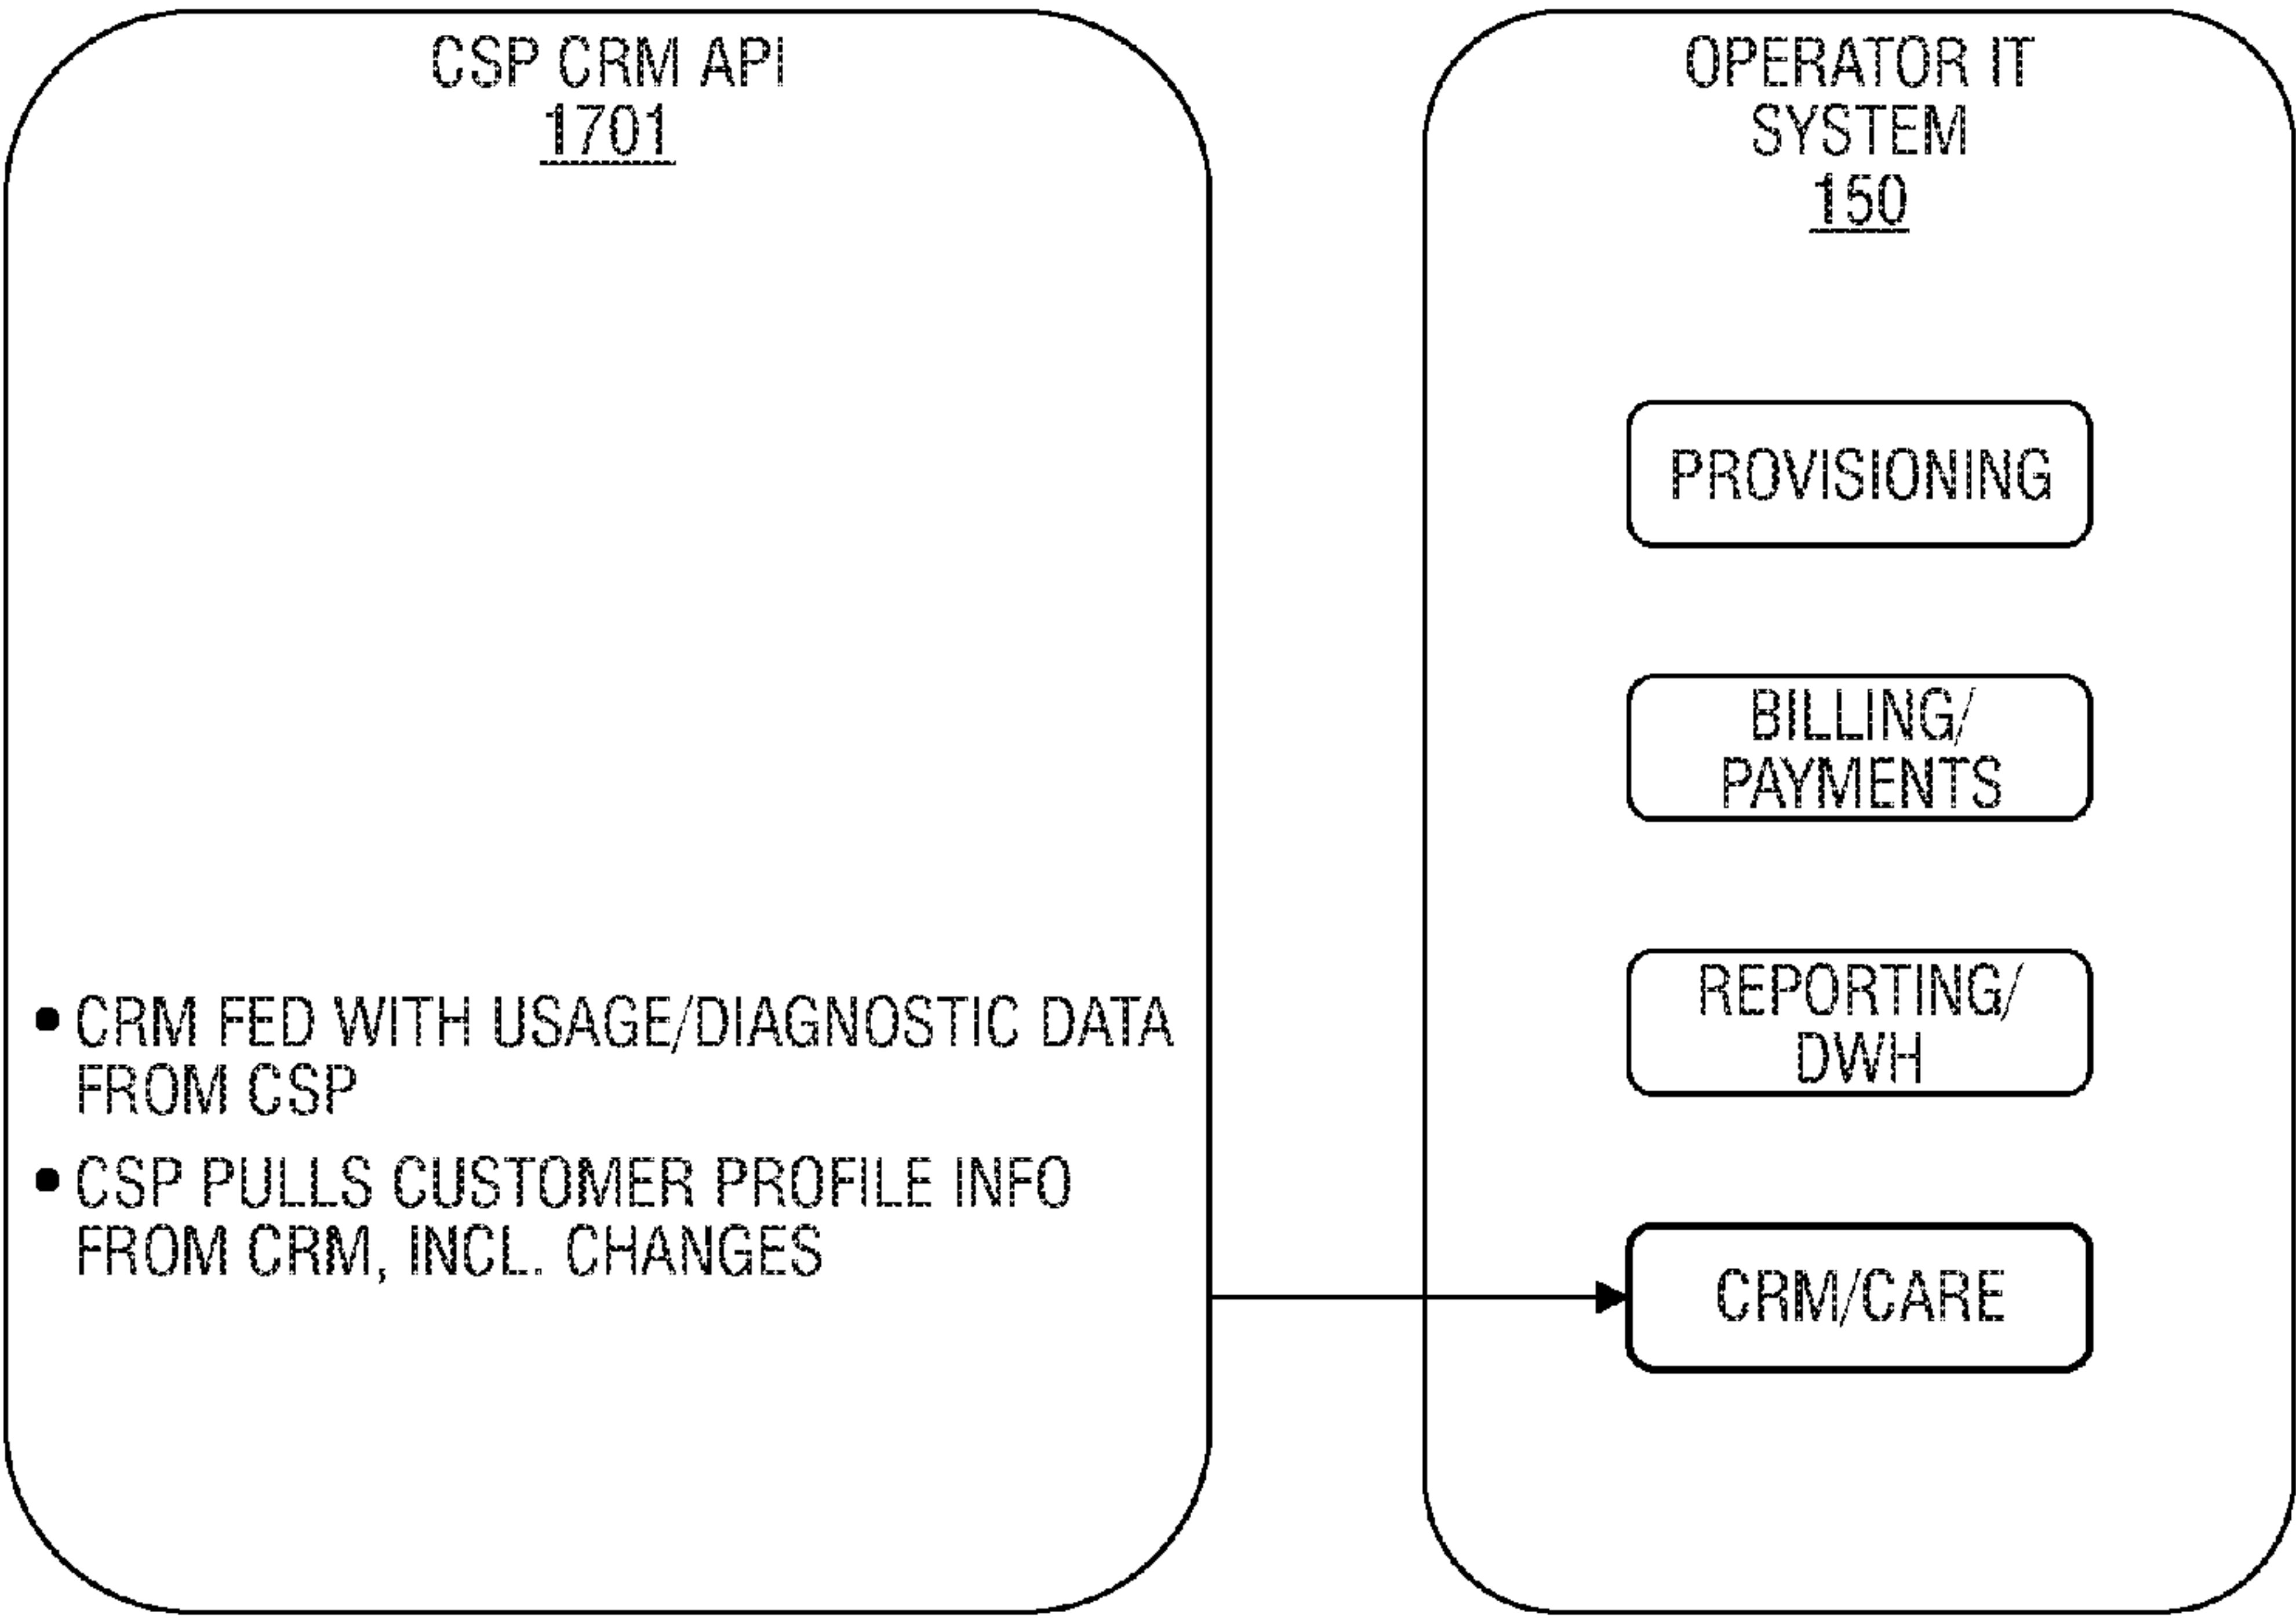 CSP CRM API
1701
• CRM FED WITH USAGE/DIAGNOSTIC DATA
FROM CSP
• CSP PULLS CUSTOMER PROFILE INFO
FROM CRM, INCL. CHANGES
OPERATOR IT
SYSTEM
150
PROVISIONING
BILLING/
PAYMENTS
REPORTING/
DWH
CRM/CARE